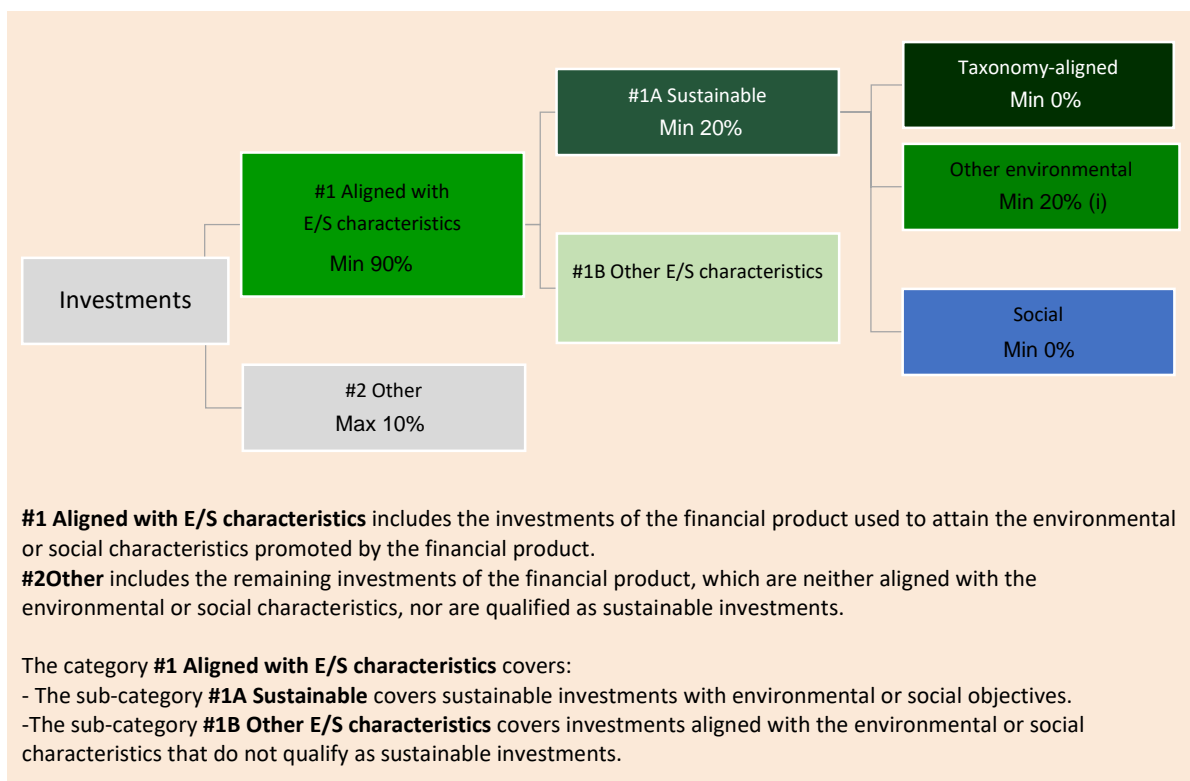 Investments
#1 Aligned with
E/S characteristics
Min 90%
#2 Other
Max 10%
#1A Sustainable
Min 20%
#1B Other E/S characteristics
Taxonomy-aligned
Min 0%
Other environmental
Min 20% (i)
Social
Min 0%
#1 Aligned with E/S characteristics includes the investments of the financial product used to attain the environmental
or social characteristics promoted by the financial product.
#2Other includes the remaining investments of the financial product, which are neither aligned with the
environmental or social characteristics, nor are qualified as sustainable investments.
The category #1 Aligned with E/S characteristics covers:
- The sub-category #1A Sustainable covers sustainable investments with environmental or social objectives.
-The sub-category #1B Other E/S characteristics covers investments aligned with the environmental or social
characteristics that do not qualify as sustainable investments.